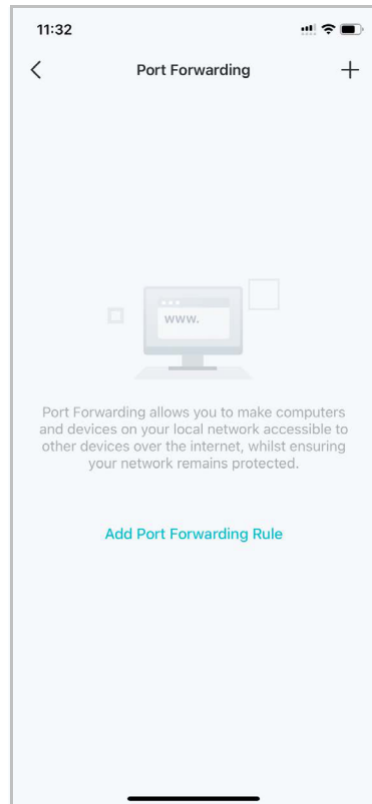 11:32
Port Forwarding
www.
Port Forwarding allows you to make computers
and devices on your local network accessible to
other devices over the internet, whilst ensuring
your network remains protected.
Add Port Forwarding Rule